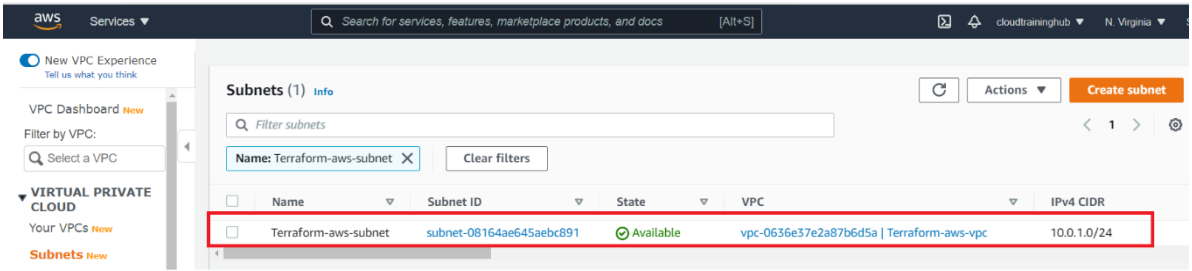 aws Services ▼ Search for services, features, marketplace products, and docs [Alt+S] cloudtraininghub ▼ N. Virginia ▼
New VPC Experience
Tell us what you think
VPC Dashboard New
Filter by VPC:
Select a VPC
VIRTUAL PRIVATE
CLOUD
Your VPCs New
Subnets New
Subnets (1) Info
Actions ▼
Create subnet
Filter subnets
1
Name: Terraform-aws-subnet
Clear filters
Name Subnet ID State VPC IPv4 CIDR
Terraform-aws-subnet subnet-08164ae645aebc891 Available vpc-0636e37e2a87b6d5a | Terraform-aws-vpc 10.0.1.0/24